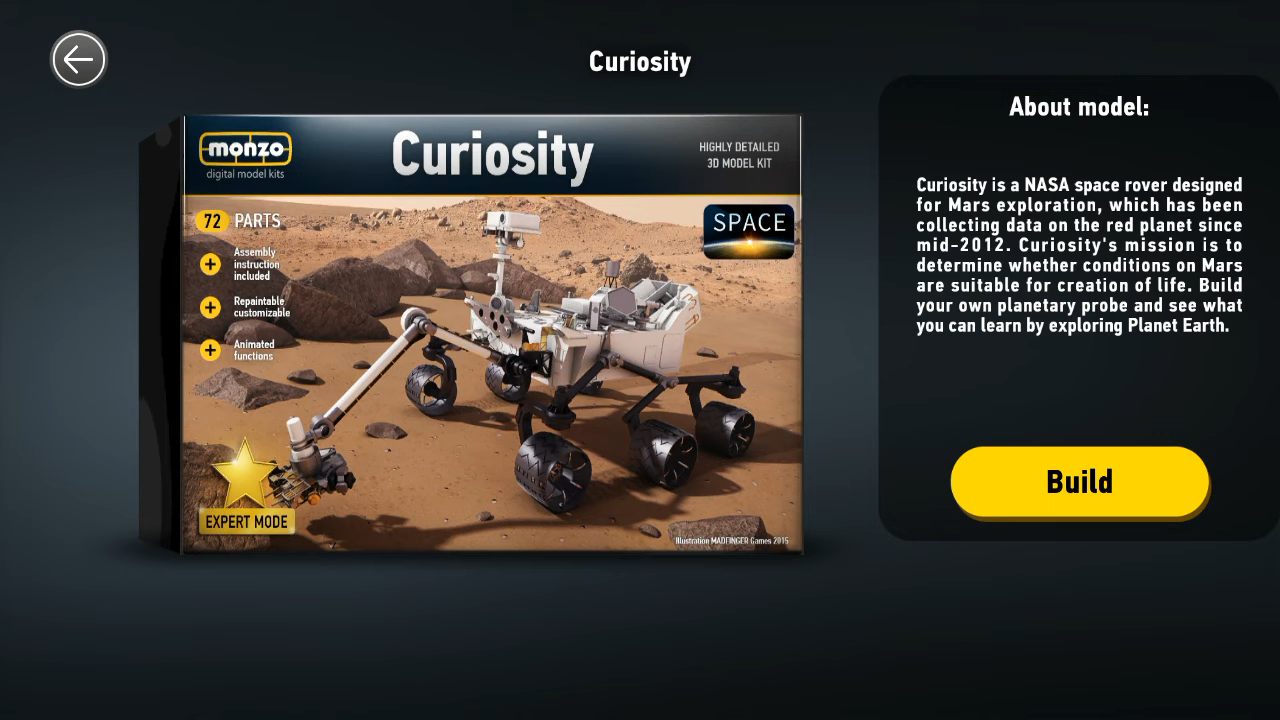 Curiosity
monzo
digital model kits
Curiosity
HIGHLY DETAILED
3D MODEL KIT
72 PARTS
SPACE
Assembly
instruction
included
Repaintable
customizable
Animated
functions
EXPERT MODE
Illustration MADFINGER Games 2015
About model:
Curiosity is a NASA space rover designed
for Mars exploration, which has been
collecting data on the red planet since
mid-2012. Curiosity's mission is to
determine whether conditions on Mars
are suitable for creation of life. Build
your own planetary probe and see what
you can learn by exploring Planet Earth.
Build